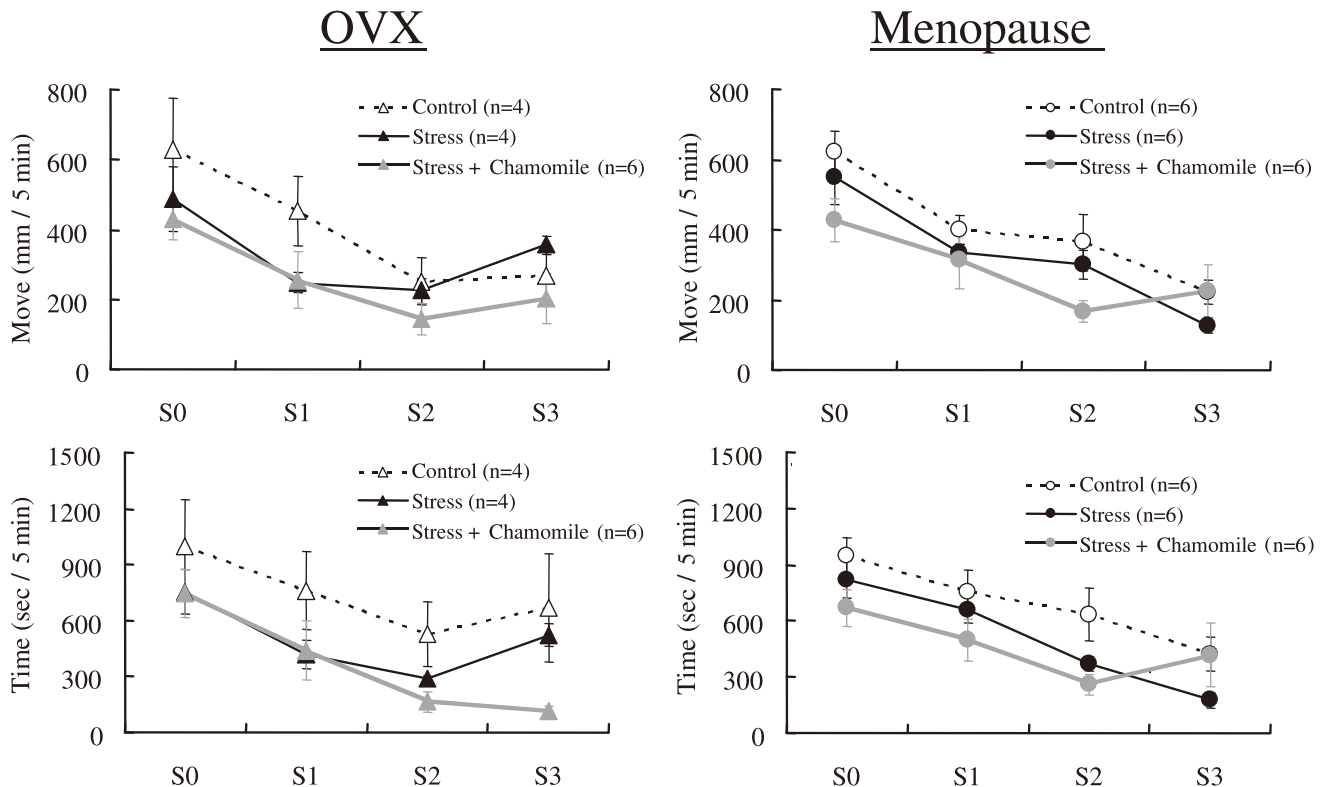 OVX
Menopause
800
600
400
200
0
Move (mm / 5 min)
Control (n=4)
Stress (n=4)
Stress + Chamomile (n=6)
S0 S1 S2 S3
800
600
400
200
0
Move (mm / 5 min)
Control (n=6)
Stress (n=6)
Stress + Chamomile (n=6)
S0 S1 S2 S3
1500
1200
900
600
300
0
Time (sec / 5 min)
Control (n=4)
Stress (n=4)
Stress + Chamomile (n=6)
S0 S1 S2 S3
1500
1200
900
600
300
0
Time (sec / 5 min)
Control (n=6)
Stress (n=6)
Stress + Chamomile (n=6)
S0 S1 S2 S3